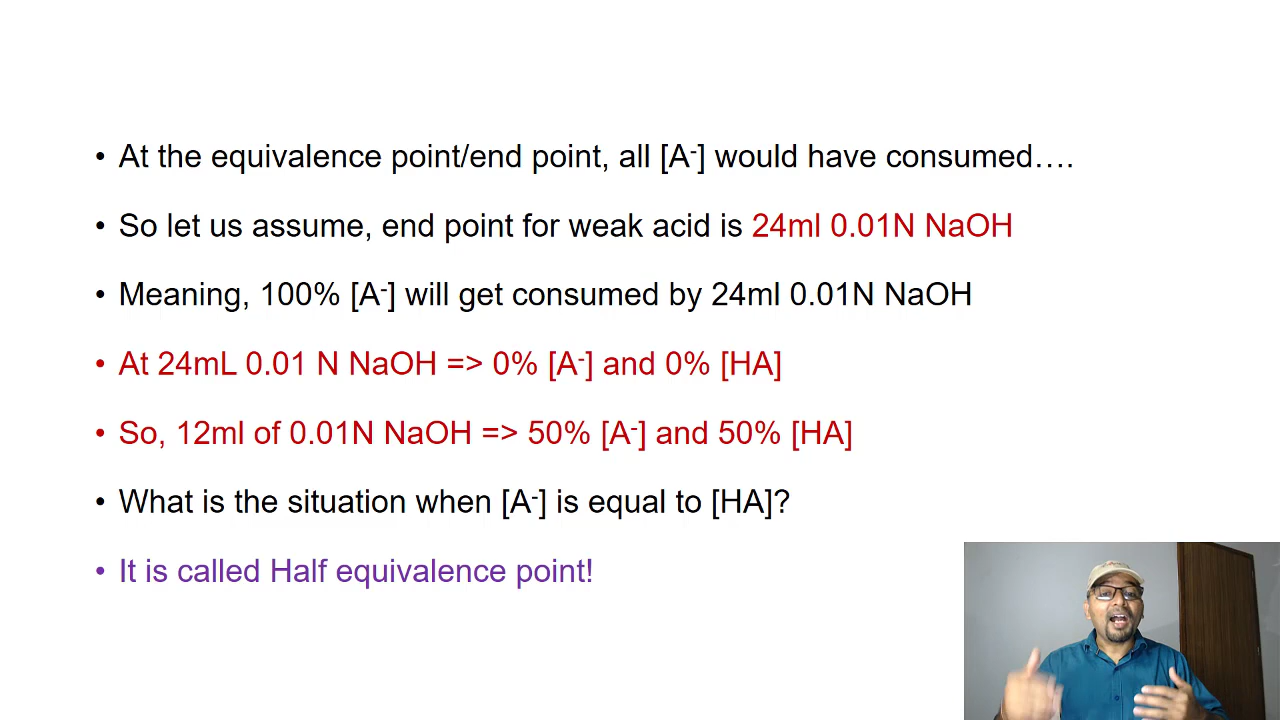 • At the equivalence point/end point, all [A-] would have consumed….
• So let us assume, end point for weak acid is 24ml 0.01N NaOH
• Meaning, 100% [A-] will get consumed by 24ml 0.01N NaOH
• At 24mL 0.01 N NaOH => 0% [A-] and 0% [HA]
• So, 12ml of 0.01N NaOH => 50% [A-] and 50% [HA]
• What is the situation when [A-] is equal to [HA]?
• It is called Half equivalence point!